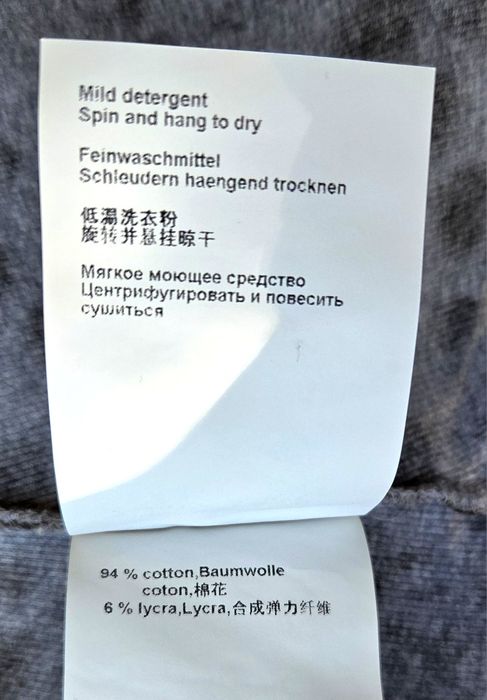 Mild detergent
Spin and hang to dry
Feinwaschmittel
Schleudern haengend trocknen
低漏洗衣粉
旋转并悬挂晾干
Мягкое моющее средство
Центрифугировать и повесить
сушиться
94 % cotton,Baumwolle
coton,棉花
6 % lycra,Lycra,合成弹力纤维